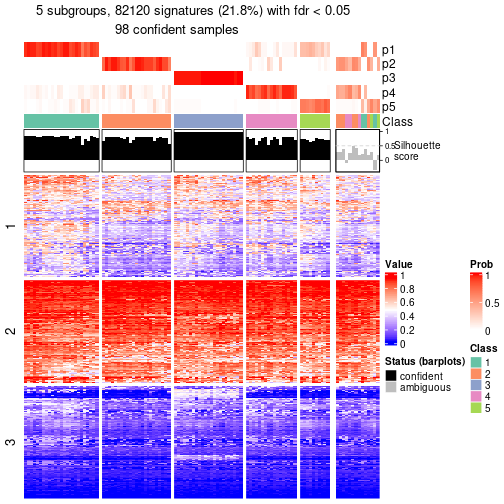 5 subgroups, 82120 signatures (21.8%) with fdr < 0.05
98 confident samples
p1
p2
p3
p4
p5
Class
1
0.5
0
Silhouette
score
1
2
3
Value
1
0.8
0.6
0.4
0.2
0
Status (barplots)
confident
ambiguous
Prob
1
0.5
0
Class
1
2
3
4
5